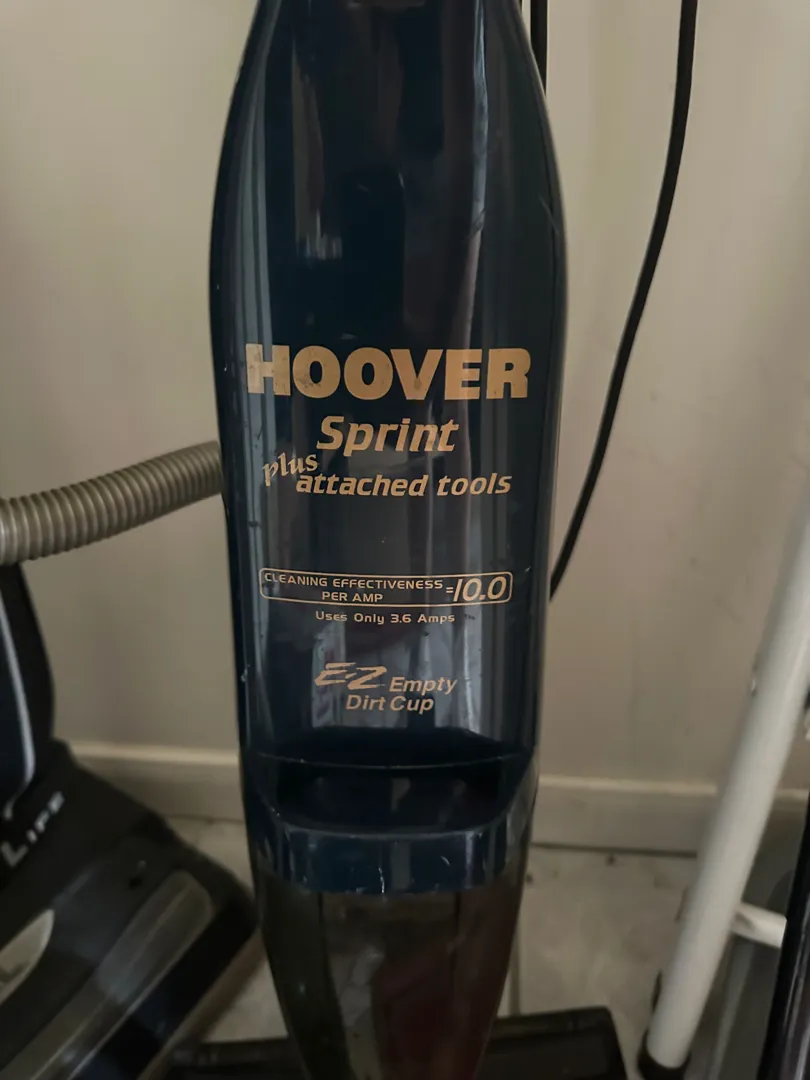 HOOVER
Sprint
plus
attached tools
CLEANING EFFECTIVENESS
PER AMP
=10.0
Uses Only 3.6 Amps
E-Z Empty
Dirt Cup
LIFE